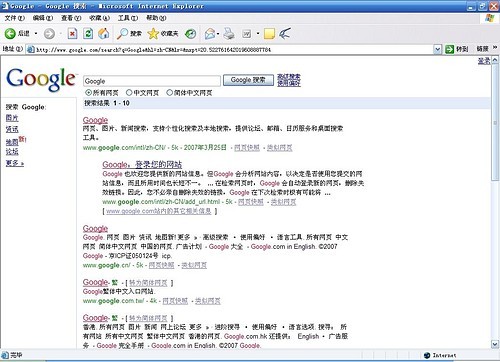 Google - Google 搜索 - Microsoft Internet Explorer
文件(F) 编辑(E) 查看(V) 收藏(A) 工具(T) 帮助(H)
后退 搜索 收藏夹
地址(D) http://www.google.com/search?q=Google&hl=zh-CN&lr=&nxpt=20.522761642019608887784 转到 链接 »
登录
Google
Google Google 搜索 高级搜索
使用偏好
所有网页 中文网页 简体中文网页
搜索 Google:
图片
资讯
地图 新!
论坛
更多 »
搜索结果 1 - 10
Google
网页、图片、新闻搜索，支持个性化搜索及本地搜索，提供论坛、邮箱、日历服务和桌面搜索
工具。
www.google.com/intl/zh-CN/ - 5k - 2007年3月25日 - 网页快照 - 类似网页
Google，登录您的网站
Google 也欢迎您提供新的网站信息。但Google 会分析网站内容，以决定是否使用您提交的网
站信息，而且所用时间也长短不一。 ... 在检索网页时，Google 会自动登录新的网页，删除失
效链接。因此，您不必亲自删除失效的链接，Google 在下次检索时极有可能将 ...
www.google.com/intl/zh-CN/add_url.html - 5k - 网页快照 - 类似网页
[ www.google.com站内的其它相关信息 ]
Google
Google. 网页 图片 资讯 地图新!更多 » · 高级搜索 • 使用偏好 • 语言工具. 所有网页 中文
网页 简体中文网页 中国的网页. 广告计划 - Google 大全 - Google.com in English. ©2007
Google - 京ICP证050124号 icp.
www.google.cn/ - 5k - 网页快照 - 类似网页
Google - 繁 - [ 转为简体网页 ]
Google繁体中文入口网站.
www.google.com.tw/ - 4k - 网页快照 - 类似网页
Google - 繁 - [ 转为简体网页 ]
香港. 所有网页 图片 新闻 网上论坛 更多 » · 进阶搜寻 • 使用偏好 • 语言选项. 搜寻： 所
有网站 所有中文网页 繁体中文网页 香港的网页. Google.com.hk 还提供: English · 广告服
务 - Google 完全手册 - Google.com in English. ©2007 Google.
完毕 Internet